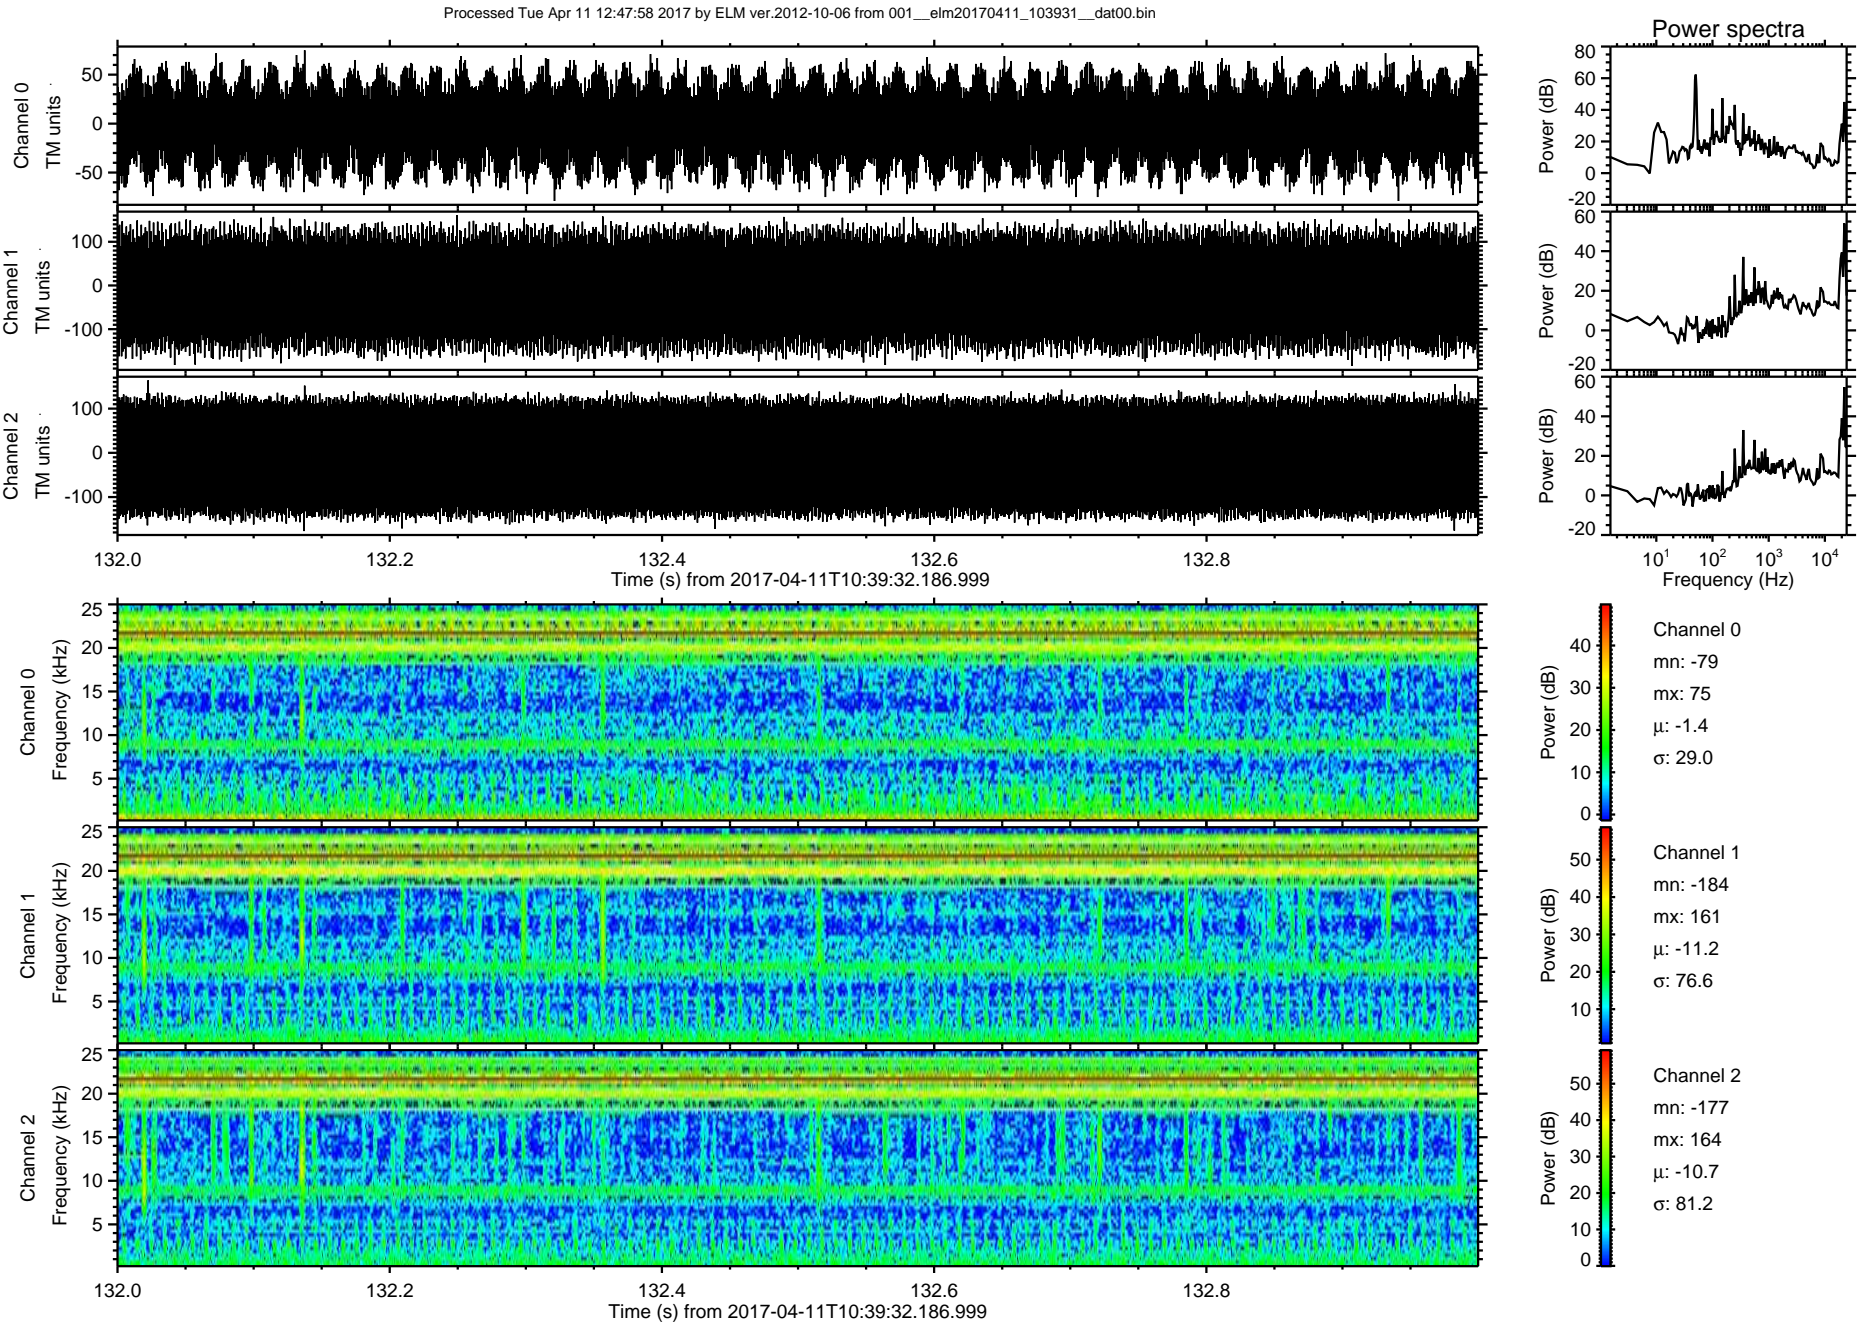 Processed Tue Apr 11 12:47:58 2017 by ELM ver.2012-10-06 from 001__elm20170411_103931__dat00.bin
Power spectra
Channel 0
TM units
50
0
-50
Power (dB)
80
60
40
20
0
-20
Channel 1
TM units
100
0
-100
Power (dB)
60
40
20
0
-20
Channel 2
TM units
100
0
-100
Power (dB)
60
40
20
0
-20
132.0 132.2 132.4 132.6 132.8
Time (s) from 2017-04-11T10:39:32.186.999
10^1 10^2 10^3 10^4
Frequency (Hz)
Channel 0
Frequency (kHz)
25
20
15
10
5
Power (dB)
40
30
20
10
0
Channel 0
mn: -79
mx: 75
μ: -1.4
σ: 29.0
Channel 1
Frequency (kHz)
25
20
15
10
5
Power (dB)
50
40
30
20
10
Channel 1
mn: -184
mx: 161
μ: -11.2
σ: 76.6
Channel 2
Frequency (kHz)
25
20
15
10
5
Power (dB)
50
40
30
20
10
0
Channel 2
mn: -177
mx: 164
μ: -10.7
σ: 81.2
132.0 132.2 132.4 132.6 132.8
Time (s) from 2017-04-11T10:39:32.186.999